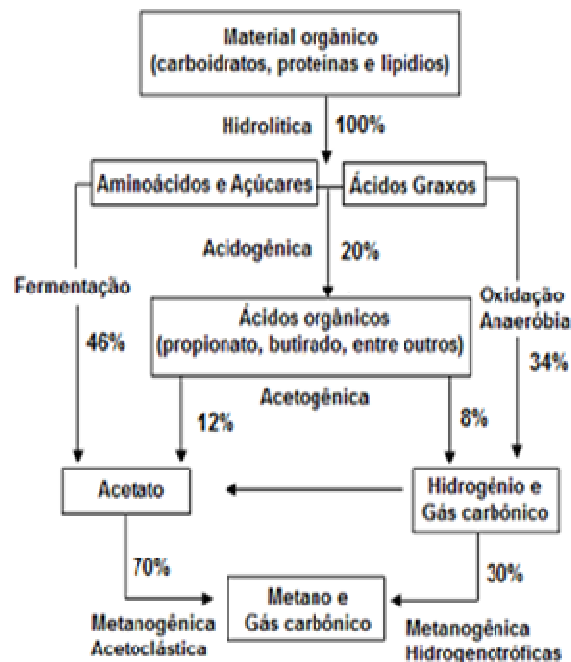 Material orgânico
(carboidratos, proteinas e lipidios)
Hidrolítica
100%
Aminoácidos e Açúcares
Ácidos Graxos
Acidogênica
20%
Fermentação
46%
Oxidação
Anaeróbia
34%
Ácidos orgânicos
(propionato, butirado, entre outros)
Acetogênica
12%
8%
Acetato
Hidrogênio e
Gás carbônico
70%
30%
Metano e
Gás carbônico
Metanogênica
Acetoclástica
Metanogênica
Hidrogenotróficas